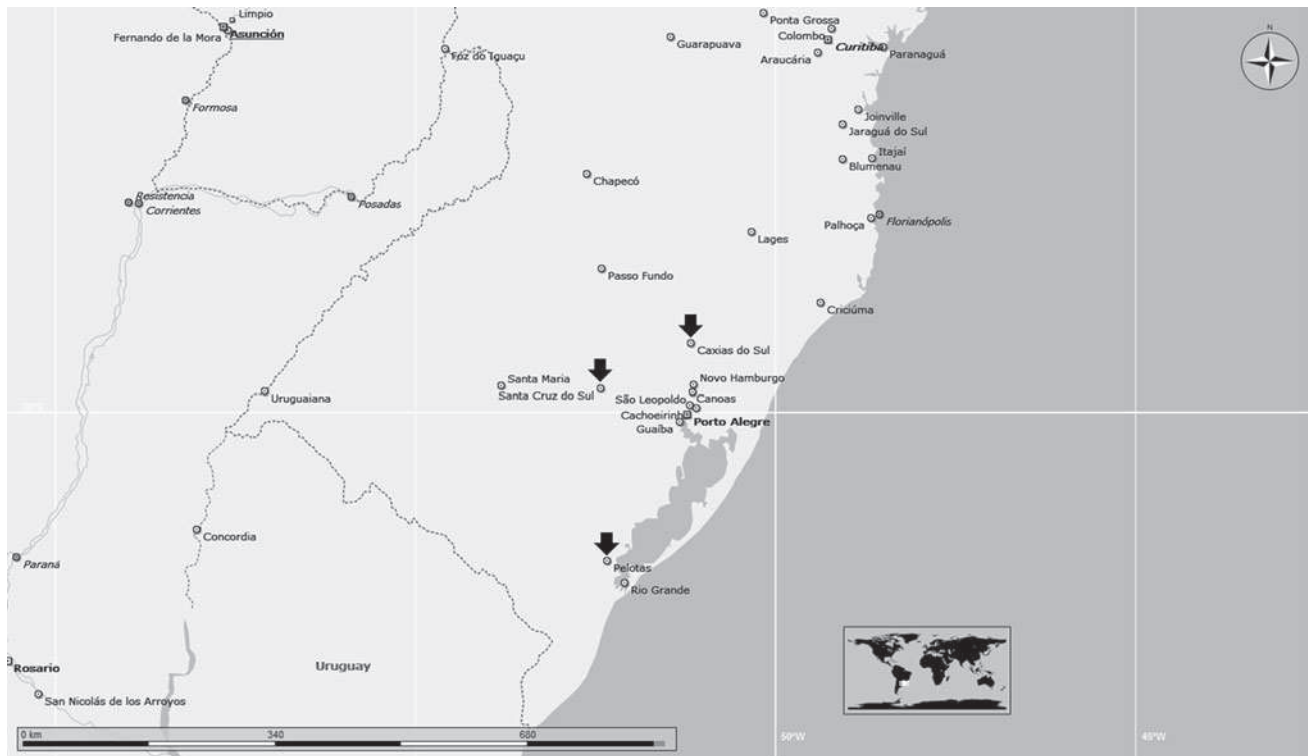 Limpio
Fernando de la Mora
Asunción
Formosa
Foz do Iguaçu
Guarapuava
Ponta Grossa
Colombo
Curitiba
Araucária
Paranaguá
N
Joinville
Jaraguá do Sul
Itajaí
Blumenau
Chapecó
Resistencia
Corrientes
Posadas
Palhoça
Florianópolis
Lages
Passo Fundo
Criciúma
Caxias do Sul
Santa Maria
Santa Cruz do Sul
Novo Hamburgo
São Leopoldo
Canoas
Cachoeirinh
Porto Alegre
Guaíba
Uruguaiana
Concordia
Paraná
Pelotas
Rio Grande
Rosario
San Nicolás de los Arroyos
Uruguay
0 km
340
680
50°W
45°W